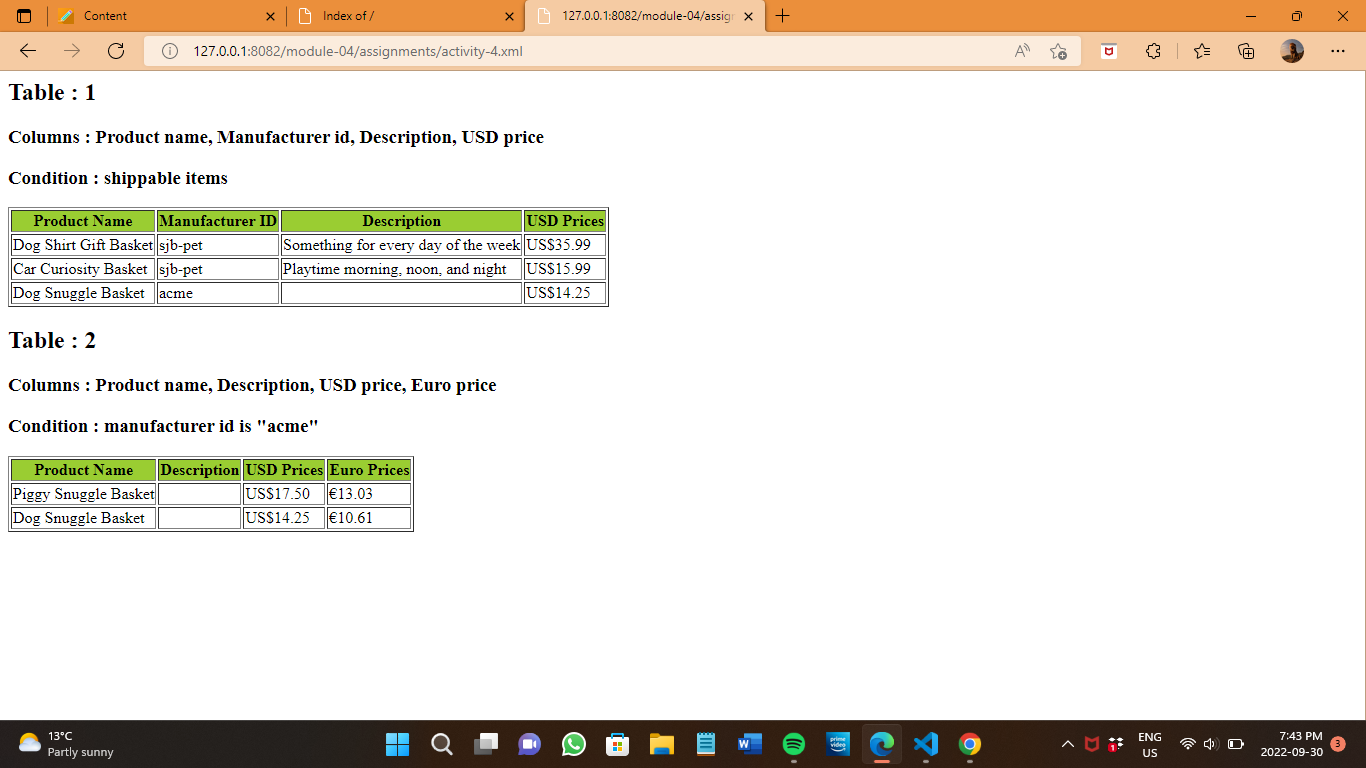 Content
Index of /
127.0.0.1:8082/module-04/assig
127.0.0.1:8082/module-04/assignments/activity-4.xml
Table : 1
Columns : Product name, Manufacturer id, Description, USD price
Condition : shippable items
Product Name Manufacturer ID Description USD Prices
Dog Shirt Gift Basket sjb-pet Something for every day of the week US$35.99
Car Curiosity Basket sjb-pet Playtime morning, noon, and night US$15.99
Dog Snuggle Basket acme US$14.25
Table : 2
Columns : Product name, Description, USD price, Euro price
Condition : manufacturer id is "acme"
Product Name Description USD Prices Euro Prices
Piggy Snuggle Basket US$17.50 €13.03
Dog Snuggle Basket US$14.25 €10.61
13°C
Partly sunny
prime video
1
ENG
US
7:43 PM
2022-09-30
3